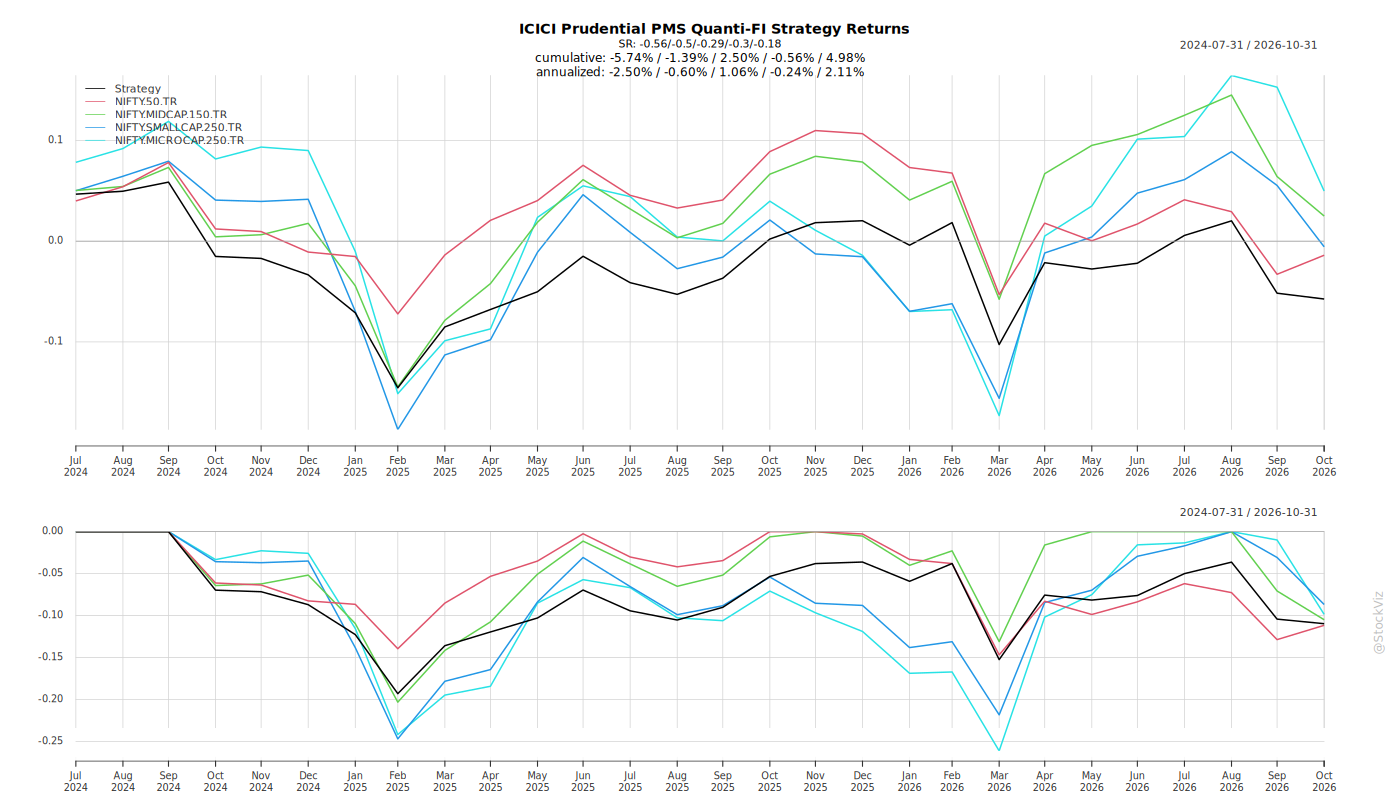 ICICI Prudential PMS Quanti-FI Strategy Returns
SR: -0.56/-0.5/-0.29/-0.3/-0.18
cumulative: -5.74% / -1.39% / 2.50% / -0.56% / 4.98%
annualized: -2.50% / -0.60% / 1.06% / -0.24% / 2.11%
2024-07-31 / 2026-10-31
Strategy
NIFTY.50.TR
NIFTY.MIDCAP.150.TR
NIFTY.SMALLCAP.250.TR
NIFTY.MICROCAP.250.TR
0.1
0.0
-0.1
Jul Aug Sep Oct Nov Dec Jan Feb Mar Apr May Jun Jul Aug Sep Oct Nov Dec Jan Feb Mar Apr May Jun Jul Aug Sep Oct
2024 2024 2024 2024 2024 2024 2025 2025 2025 2025 2025 2025 2025 2025 2025 2025 2025 2025 2026 2026 2026 2026 2026 2026 2026 2026 2026 2026
2024-07-31 / 2026-10-31
0.00
-0.05
-0.10
-0.15
-0.20
-0.25
Jul Aug Sep Oct Nov Dec Jan Feb Mar Apr May Jun Jul Aug Sep Oct Nov Dec Jan Feb Mar Apr May Jun Jul Aug Sep Oct
2024 2024 2024 2024 2024 2024 2025 2025 2025 2025 2025 2025 2025 2025 2025 2025 2025 2025 2026 2026 2026 2026 2026 2026 2026 2026 2026 2026
@StockViz